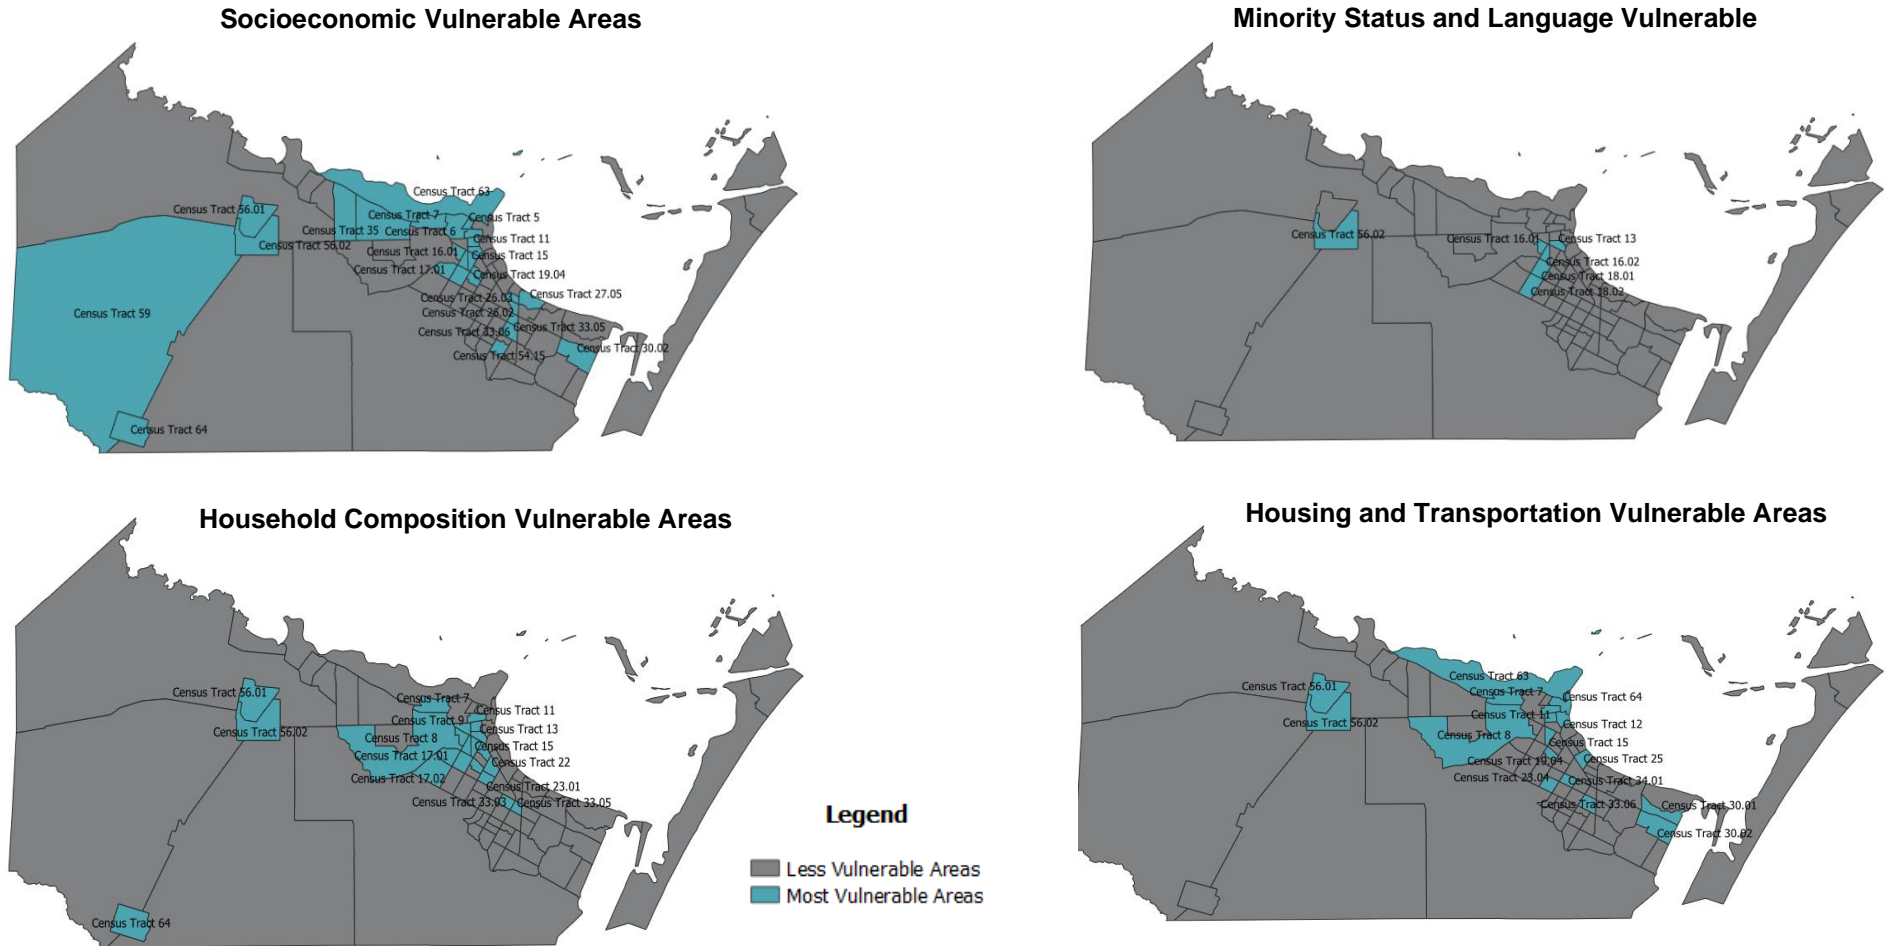 Socioeconomic Vulnerable Areas
Census Tract 63
Census Tract 56.01
Census Tract 7
Census Tract 5
Census Tract 35
Census Tract 6
Census Tract 11
Census Tract 56.02
Census Tract 16.01
Census Tract 15
Census Tract 17.01
Census Tract 19.04
Census Tract 26.03
Census Tract 27.05
Census Tract 59
Census Tract 26.02
Census Tract 33.06
Census Tract 33.05
Census Tract 30.02
Census Tract 54.15
Census Tract 64
Minority Status and Language Vulnerable
Census Tract 56.02
Census Tract 16.01
Census Tract 13
Census Tract 16.02
Census Tract 18.01
Census Tract 18.02
Household Composition Vulnerable Areas
Census Tract 56.01
Census Tract 7
Census Tract 11
Census Tract 9
Census Tract 13
Census Tract 56.02
Census Tract 8
Census Tract 15
Census Tract 17.01
Census Tract 22
Census Tract 17.02
Census Tract 23.01
Census Tract 33.03
Census Tract 33.05
Census Tract 64
Legend
Less Vulnerable Areas
Most Vulnerable Areas
Housing and Transportation Vulnerable Areas
Census Tract 63
Census Tract 56.01
Census Tract 7
Census Tract 64
Census Tract 11
Census Tract 56.02
Census Tract 12
Census Tract 8
Census Tract 15
Census Tract 19.04
Census Tract 25
Census Tract 23.04
Census Tract 34.01
Census Tract 33.06
Census Tract 30.01
Census Tract 30.02